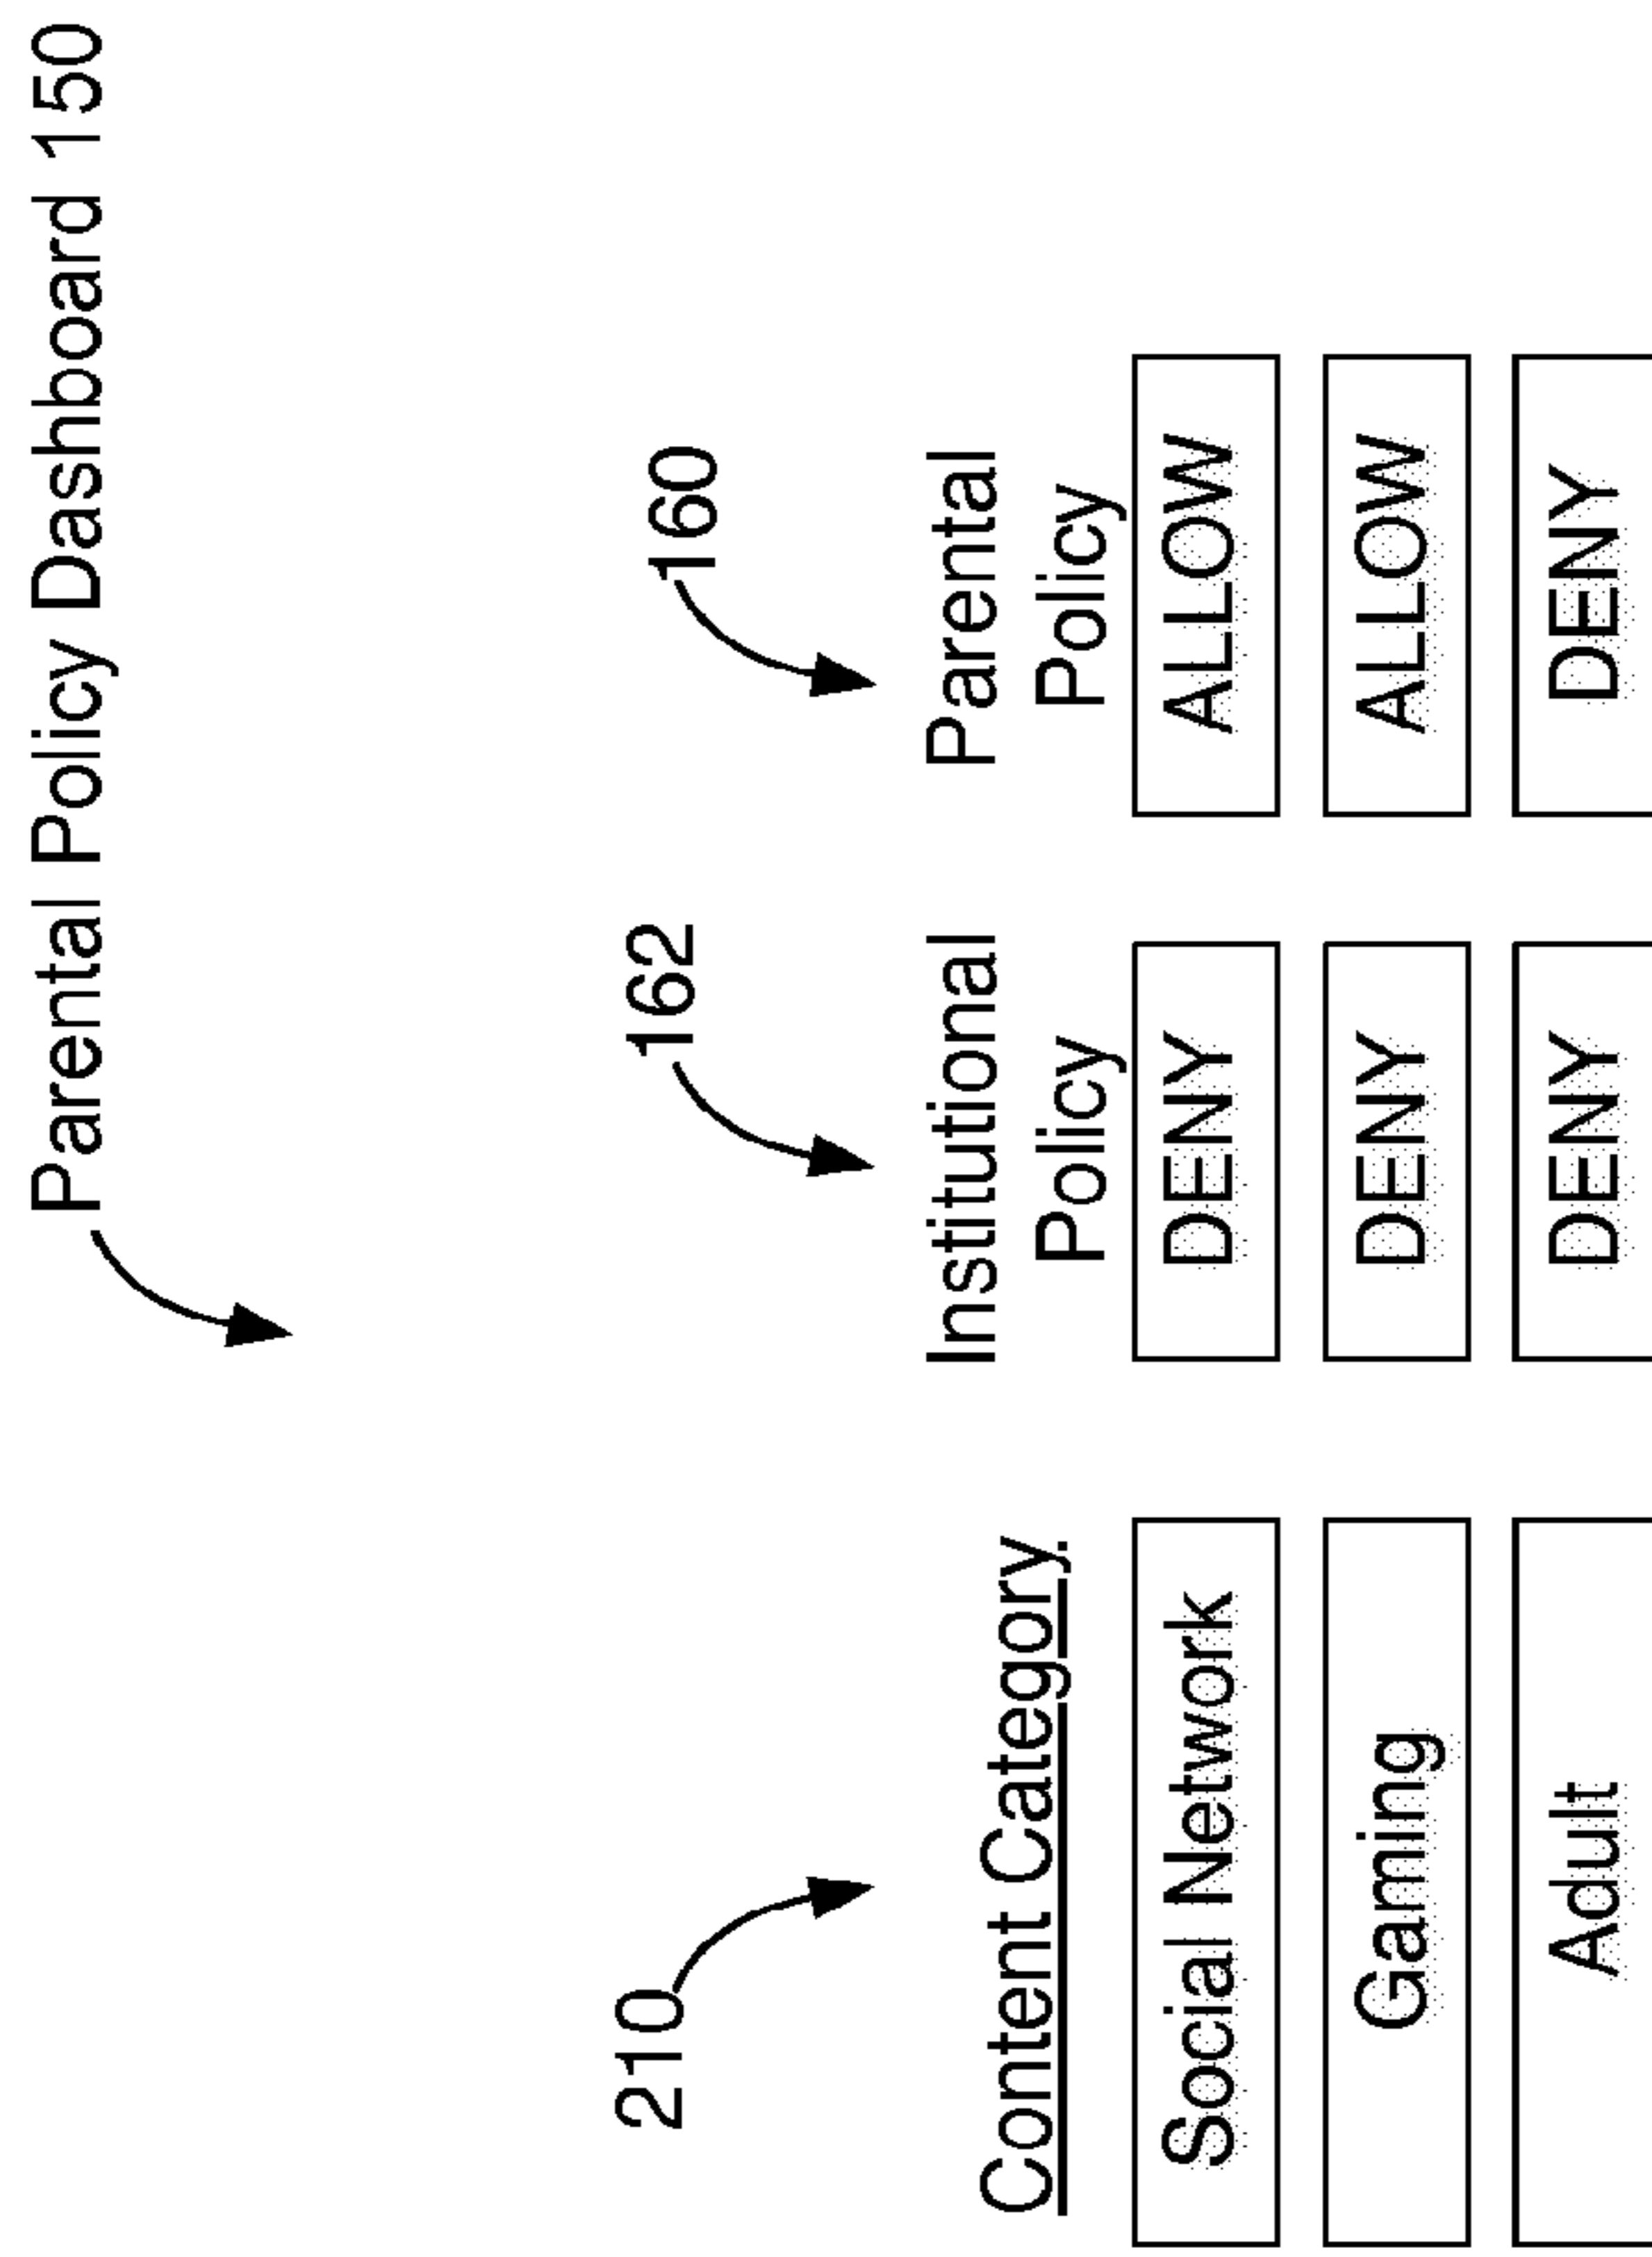 Parental Policy Dashboard 150
210
162
160
Content Category
Institutional
Policy
Parental
Policy
Social Network
DENY
ALLOW
Gaming
DENY
ALLOW
Adult
DENY
DENY